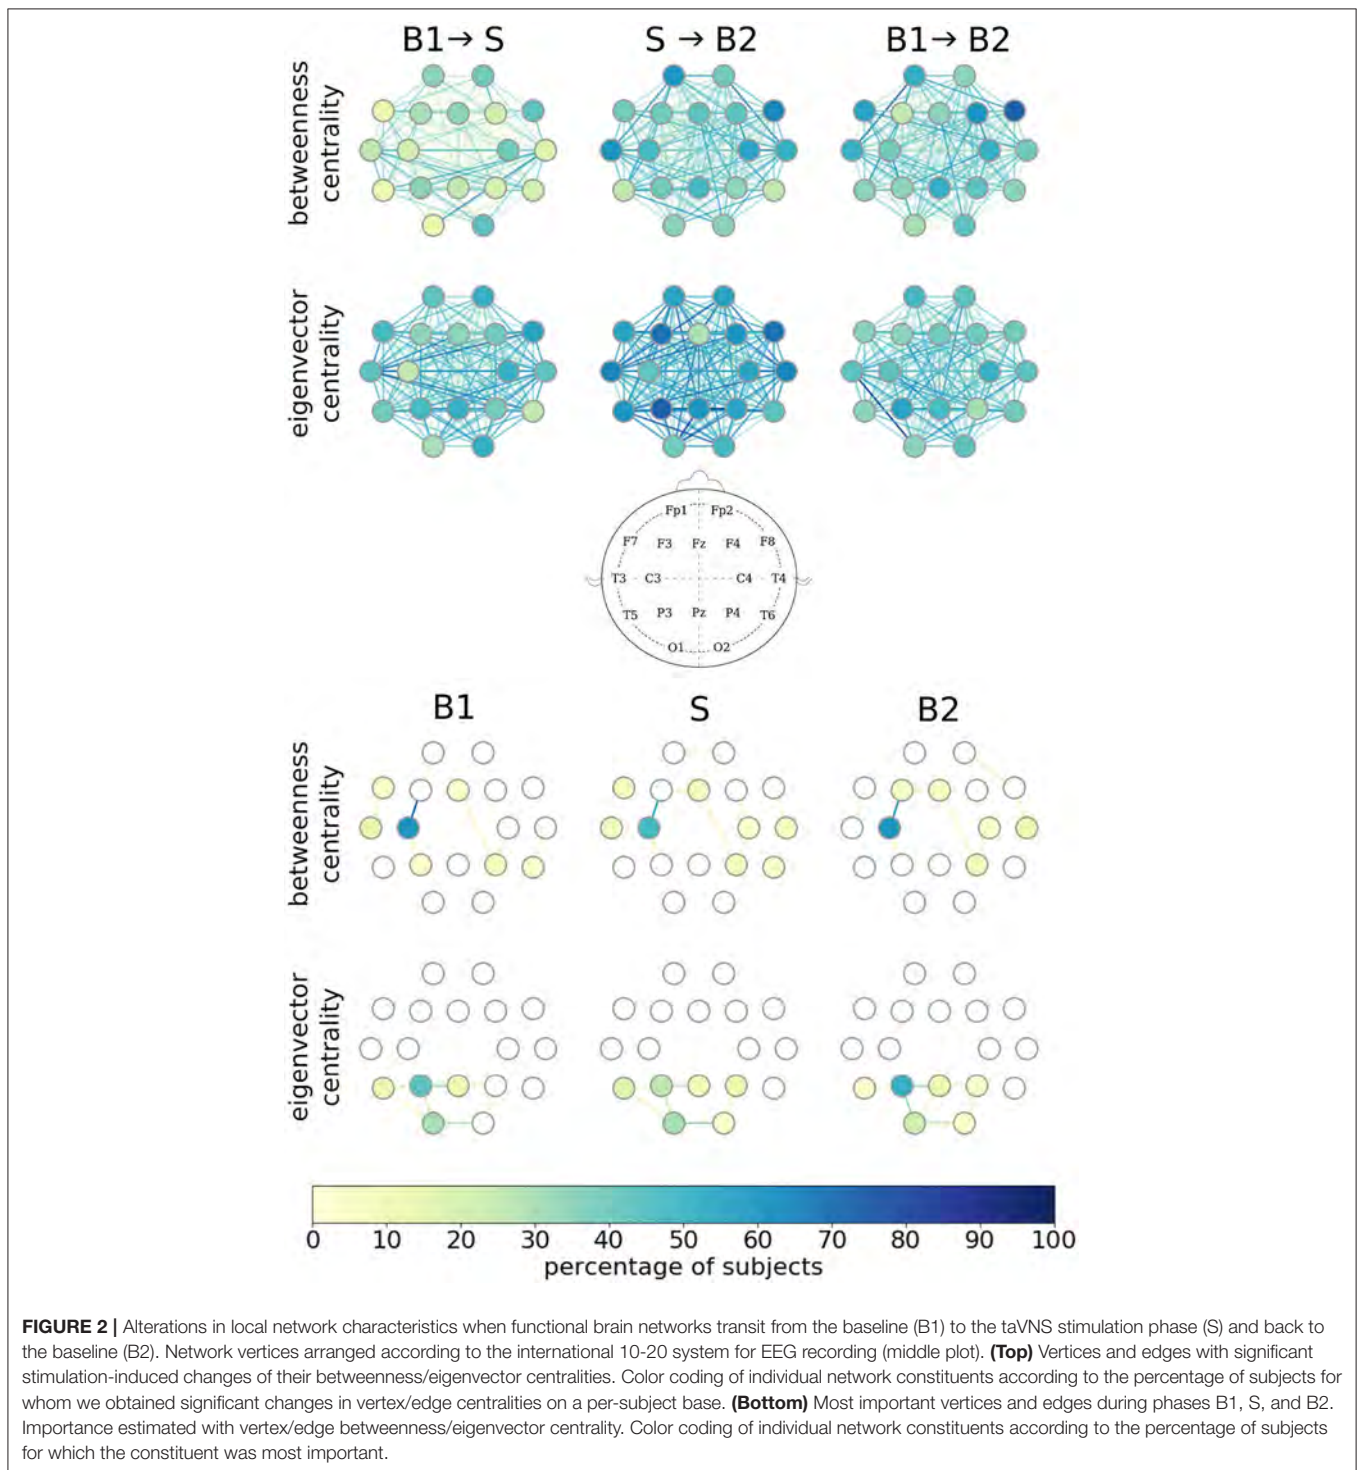 B1→ S S → B2 B1→ B2
betweenness
centrality
eigenvector
centrality
Fp1 Fp2
F7 F3 Fz F4 F8
T3 C3 C4 T4
T5 P3 Pz P4 T6
O1 O2
B1 S B2
betweenness
centrality
eigenvector
centrality
0 10 20 30 40 50 60 70 80 90 100
percentage of subjects
FIGURE 2 | Alterations in local network characteristics when functional brain networks transit from the baseline (B1) to the taVNS stimulation phase (S) and back to
the baseline (B2). Network vertices arranged according to the international 10-20 system for EEG recording (middle plot). (Top) Vertices and edges with significant
stimulation-induced changes of their betweenness/eigenvector centralities. Color coding of individual network constituents according to the percentage of subjects for
whom we obtained significant changes in vertex/edge centralities on a per-subject base. (Bottom) Most important vertices and edges during phases B1, S, and B2.
Importance estimated with vertex/edge betweenness/eigenvector centrality. Color coding of individual network constituents according to the percentage of subjects
for which the constituent was most important.